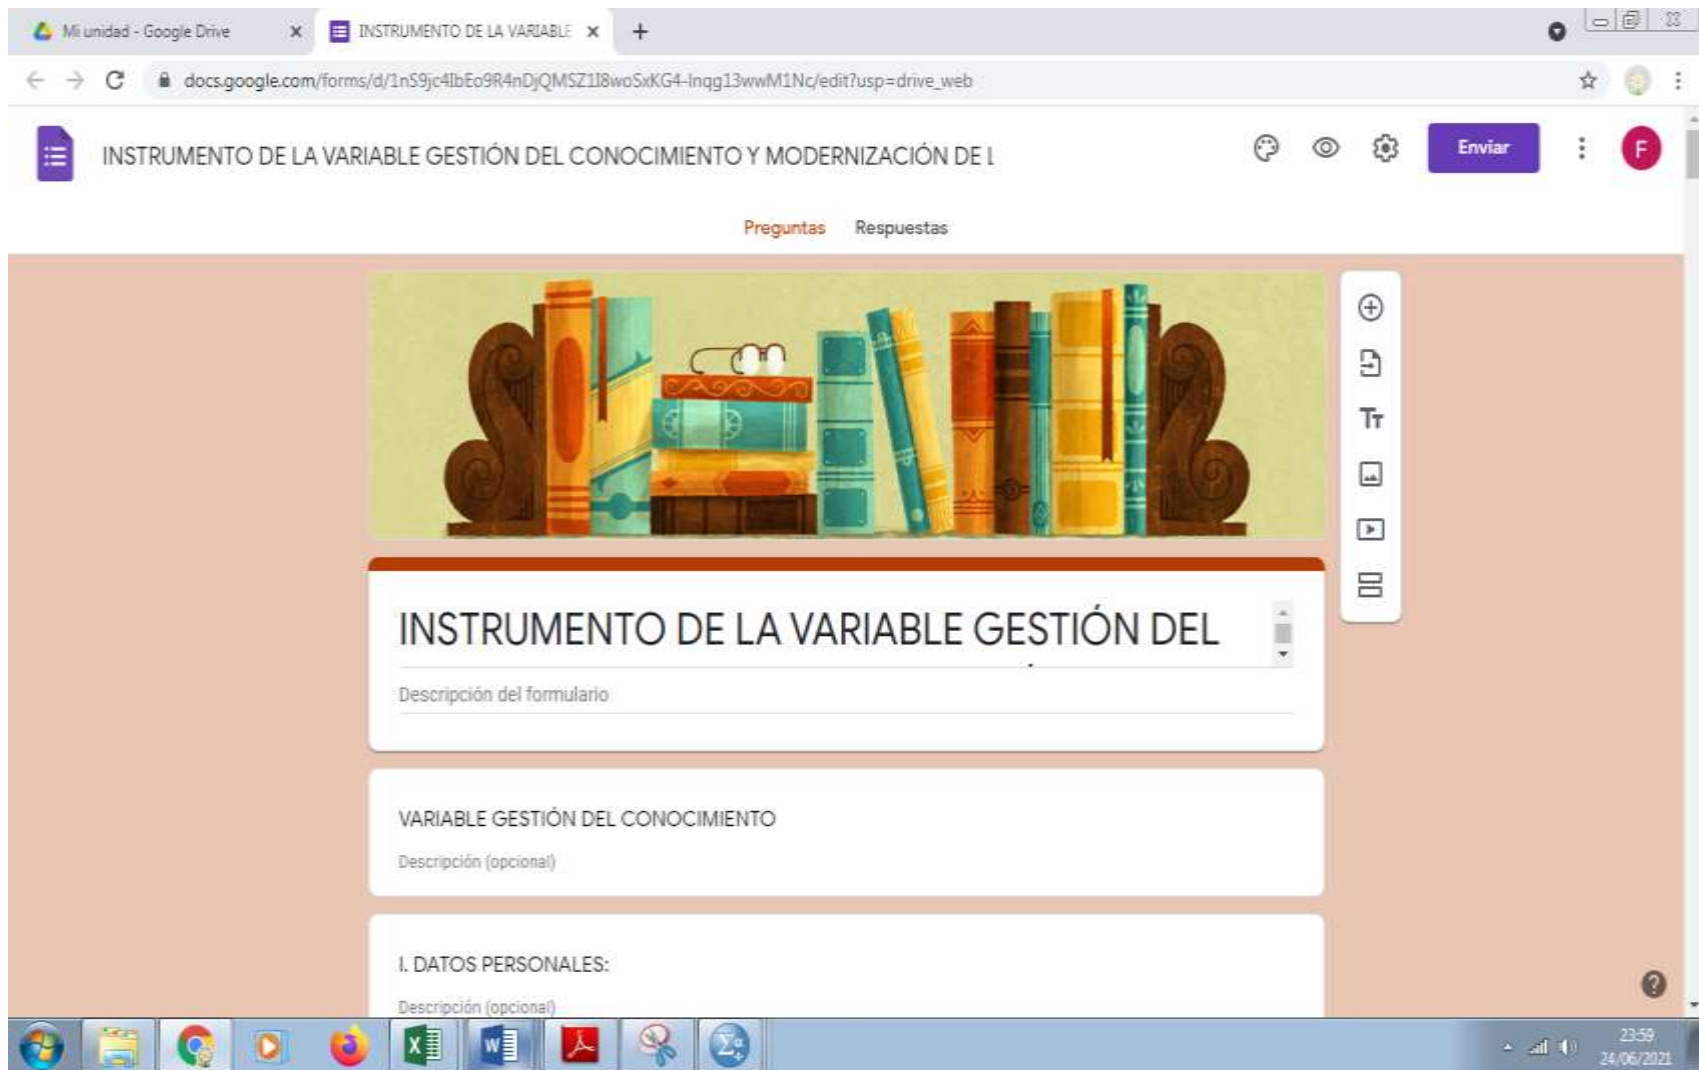 Mi unidad - Google Drive
INSTRUMENTO DE LA VARIABLE
docs.google.com/forms/d/1nS9jc4IbEo9R4nDjQMSZ1I8woSxKG4-lnqg13wwM1Nc/edit?usp=drive_web
INSTRUMENTO DE LA VARIABLE GESTIÓN DEL CONOCIMIENTO Y MODERNIZACIÓN DE L
Enviar
F
Preguntas Respuestas
Tт
INSTRUMENTO DE LA VARIABLE GESTIÓN DEL
Descripción del formulario
VARIABLE GESTIÓN DEL CONOCIMIENTO
Descripción (opcional)
I. DATOS PERSONALES:
Descripción (opcional)
23:59
24/06/2021